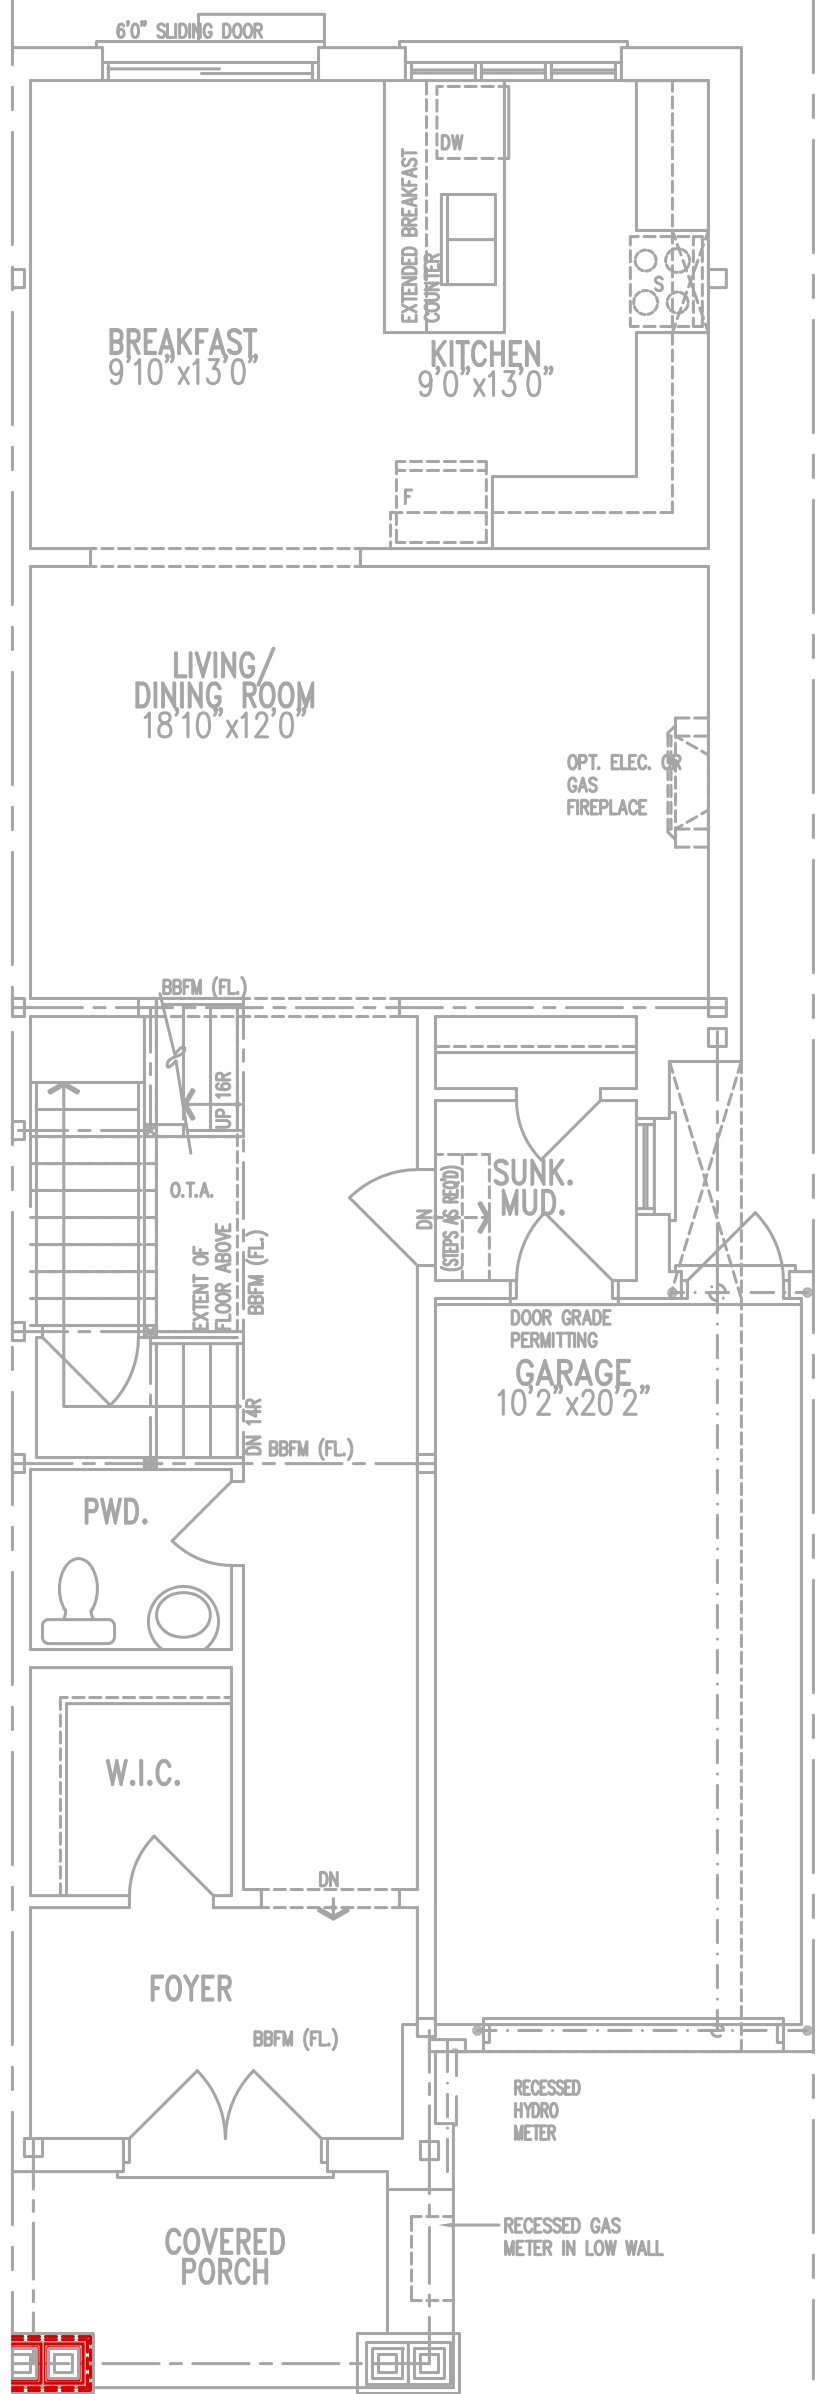 6'0" SLIDING DOOR
DW
EXTENDED BREAKFAST
COUNTER
S
BREAKFAST
9'10"x13'0"
KITCHEN
9'0"x13'0"
F
LIVING/
DINING ROOM
18'10"x12'0"
OPT. ELEC. OR
GAS
FIREPLACE
BBFM (FL.)
UP 16R
O.T.A.
SUNK.
MUD.
DN
(STEPS AS REQ'D)
EXTENT OF
FLOOR ABOVE
BBFM (FL.)
DOOR GRADE
PERMITTING
GARAGE
10'2"x20'2"
DN 14R
BBFM (FL.)
PWD.
W.I.C.
DN
FOYER
BBFM (FL.)
RECESSED
HYDRO
METER
RECESSED GAS
METER IN LOW WALL
COVERED
PORCH